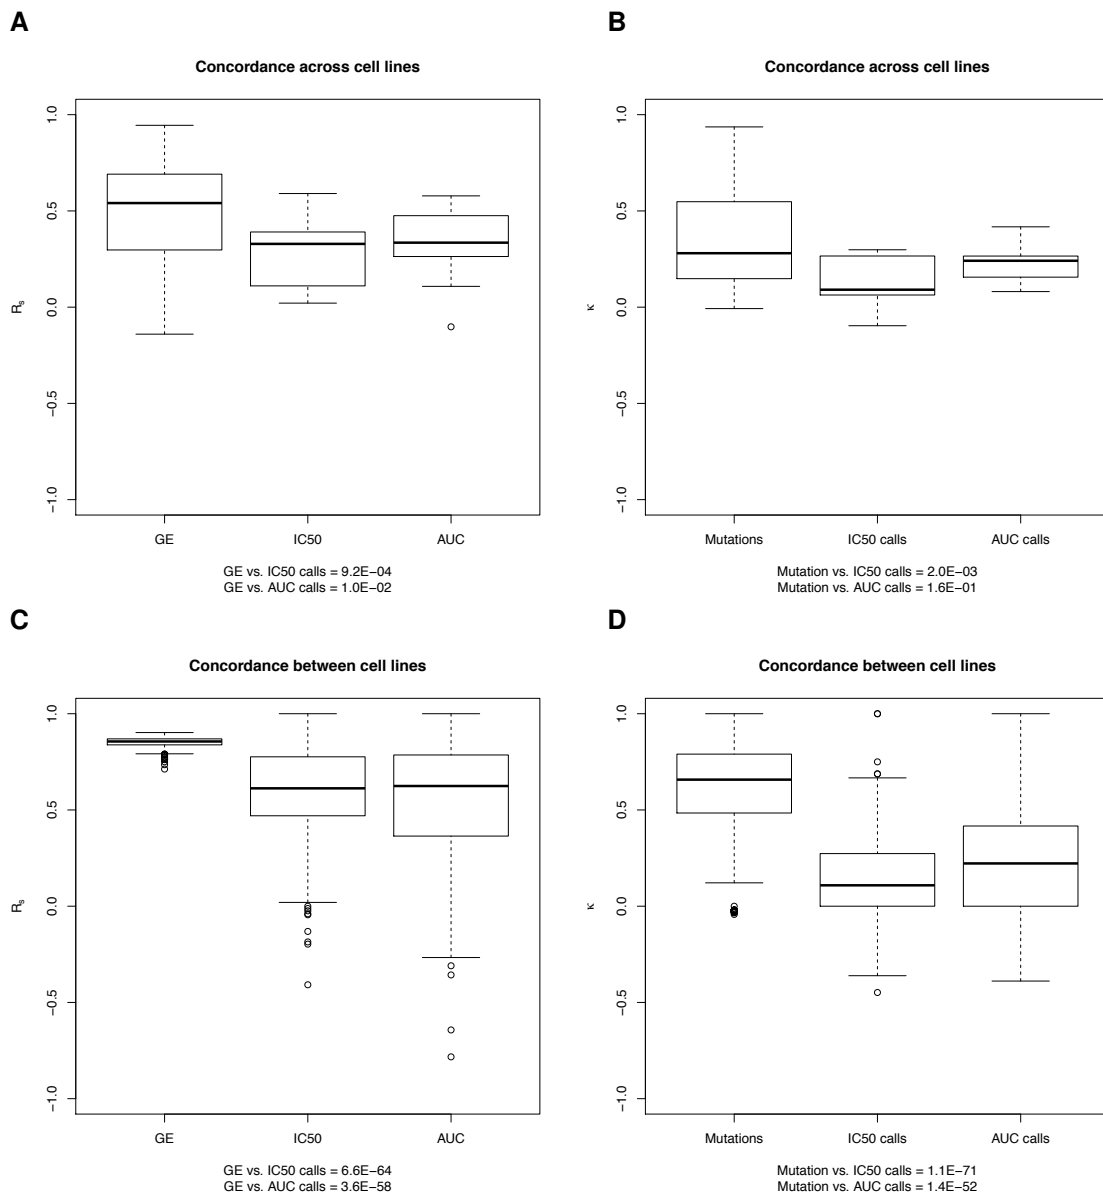 A
Concordance across cell lines
1.0
0.5
0.0
−0.5
−1.0
Rs
GE IC50 AUC
GE vs. IC50 calls = 9.2E−04
GE vs. AUC calls = 1.0E−02
B
Concordance across cell lines
1.0
0.5
0.0
−0.5
−1.0
κ
Mutations IC50 calls AUC calls
Mutation vs. IC50 calls = 2.0E−03
Mutation vs. AUC calls = 1.6E−01
C
Concordance between cell lines
1.0
0.5
0.0
−0.5
−1.0
Rs
GE IC50 AUC
GE vs. IC50 calls = 6.6E−64
GE vs. AUC calls = 3.6E−58
D
Concordance between cell lines
1.0
0.5
0.0
−0.5
−1.0
κ
Mutations IC50 calls AUC calls
Mutation vs. IC50 calls = 1.1E−71
Mutation vs. AUC calls = 1.4E−52